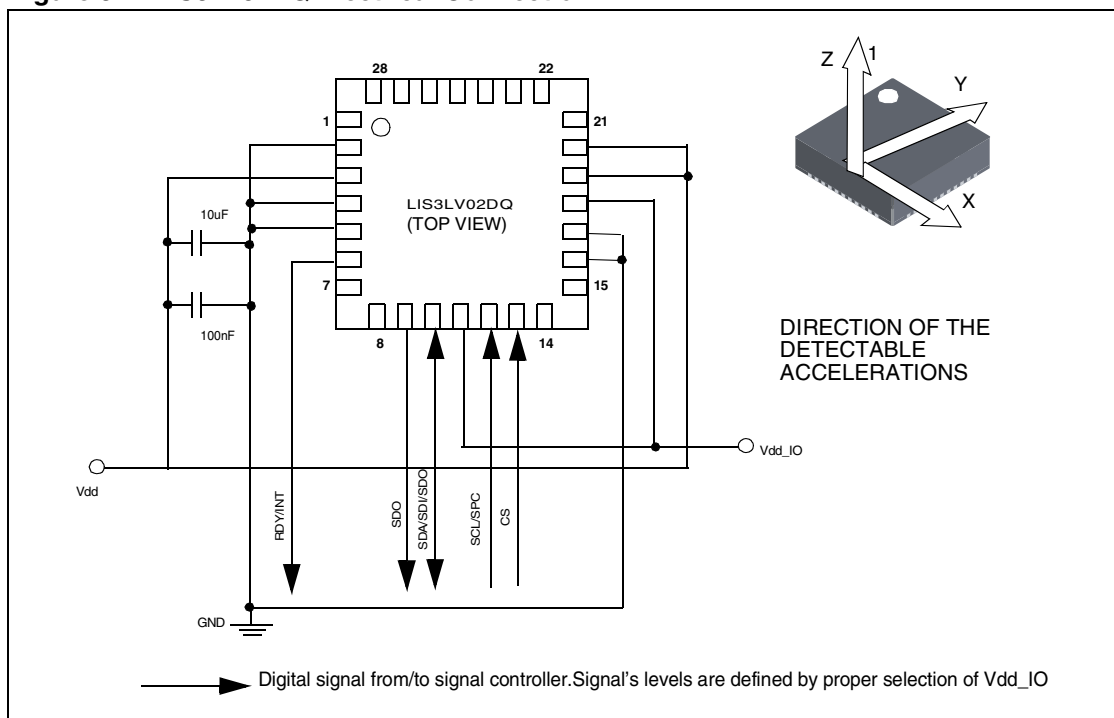 28
22
1
21
LIS3LV02DQ
(TOP VIEW)
10uF
7
15
100nF
8
14
Z
1
Y
X
DIRECTION OF THE
DETECTABLE
ACCELERATIONS
Vdd_IO
Vdd
RDY/INT
SDO
SDA/SDI/SDO
SCL/SPC
CS
GND
Digital signal from/to signal controller.Signal's levels are defined by proper selection of Vdd_IO